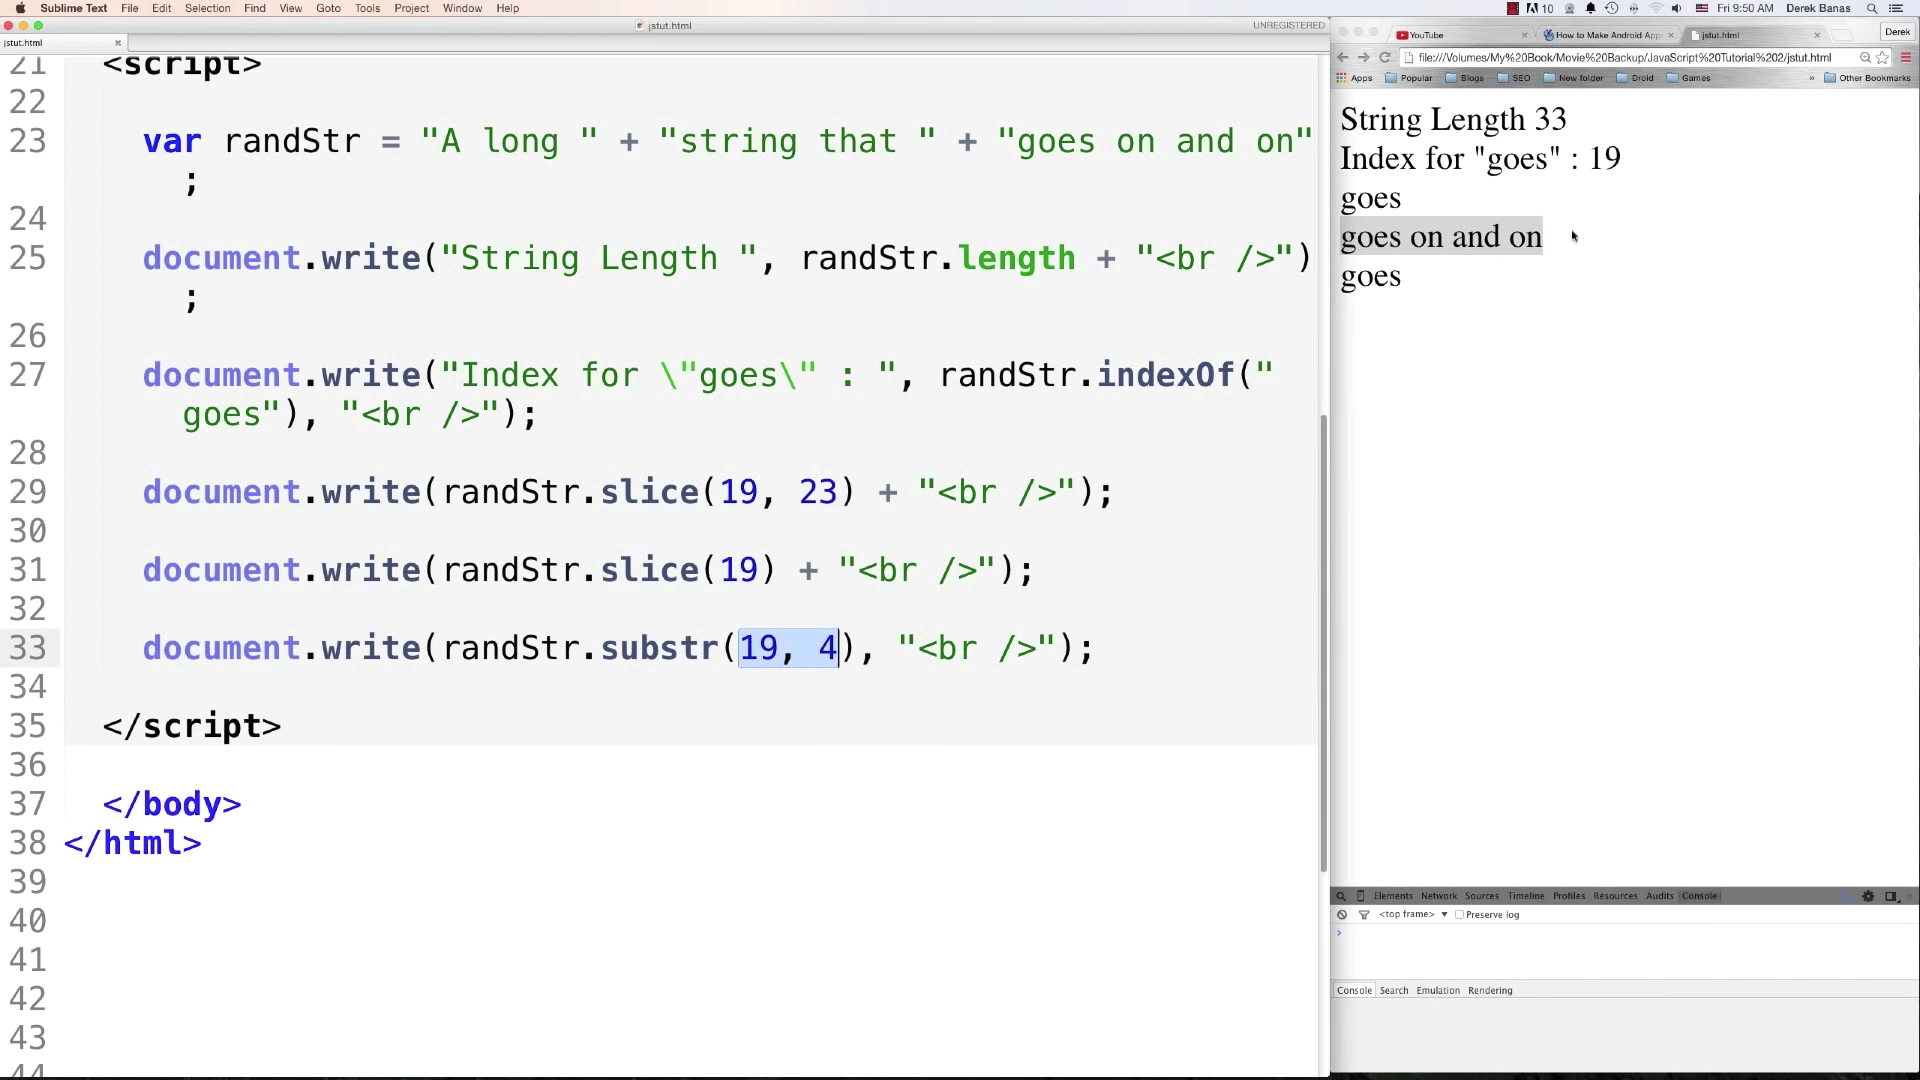 Sublime Text File Edit Selection Find View Goto Tools Project Window Help
10 Fri 9:50 AM Derek Banas
jstut.html UNREGISTERED
jstut.html
21 <script>
22
23 var randStr = "A long " + "string that " + "goes on and on"
;
24
25 document.write("String Length ", randStr.length + "<br />")
;
26
27 document.write("Index for \"goes\" : ", randStr.indexOf("
goes"), "<br />");
28
29 document.write(randStr.slice(19, 23) + "<br />");
30
31 document.write(randStr.slice(19) + "<br />");
32
33 document.write(randStr.substr(19, 4), "<br />");
34
35 </script>
36
37 </body>
38 </html>
39
40
41
42
43
44
YouTube How to Make Android App jstut.html Derek
file:///Volumes/My%20Book/Movie%20Backup/JavaScript%20Tutorial%202/jstut.html
Apps Popular Blogs SEO New folder Droid Games » Other Bookmarks
String Length 33
Index for "goes" : 19
goes
goes on and on
goes
Elements Network Sources Timeline Profiles Resources Audits Console
<top frame> ▼ Preserve log
>
Console Search Emulation Rendering